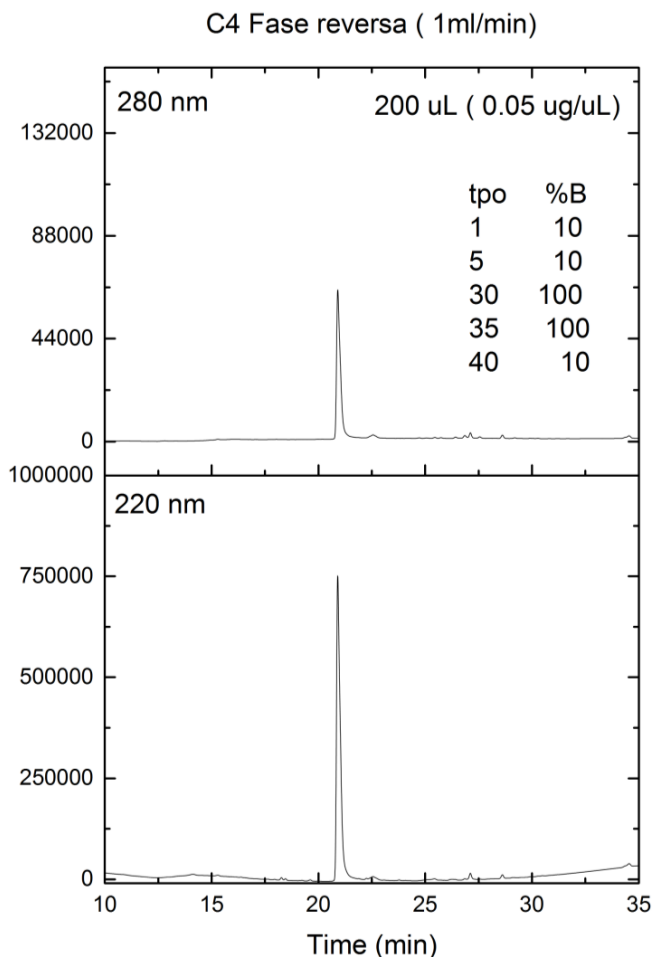 C4 Fase reversa ( 1ml/min)
280 nm
200 uL ( 0.05 ug/uL)
132000
88000
44000
0
tpo %B
1 10
5 10
30 100
35 100
40 10
1000000
220 nm
750000
500000
250000
0
10 15 20 25 30 35
Time (min)